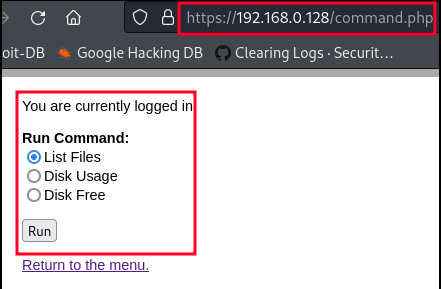 https://192.168.0.128/command.php
oit-DB Google Hacking DB Clearing Logs · Securit…
You are currently logged in
Run Command:
List Files
Disk Usage
Disk Free
Run
Return to the menu.